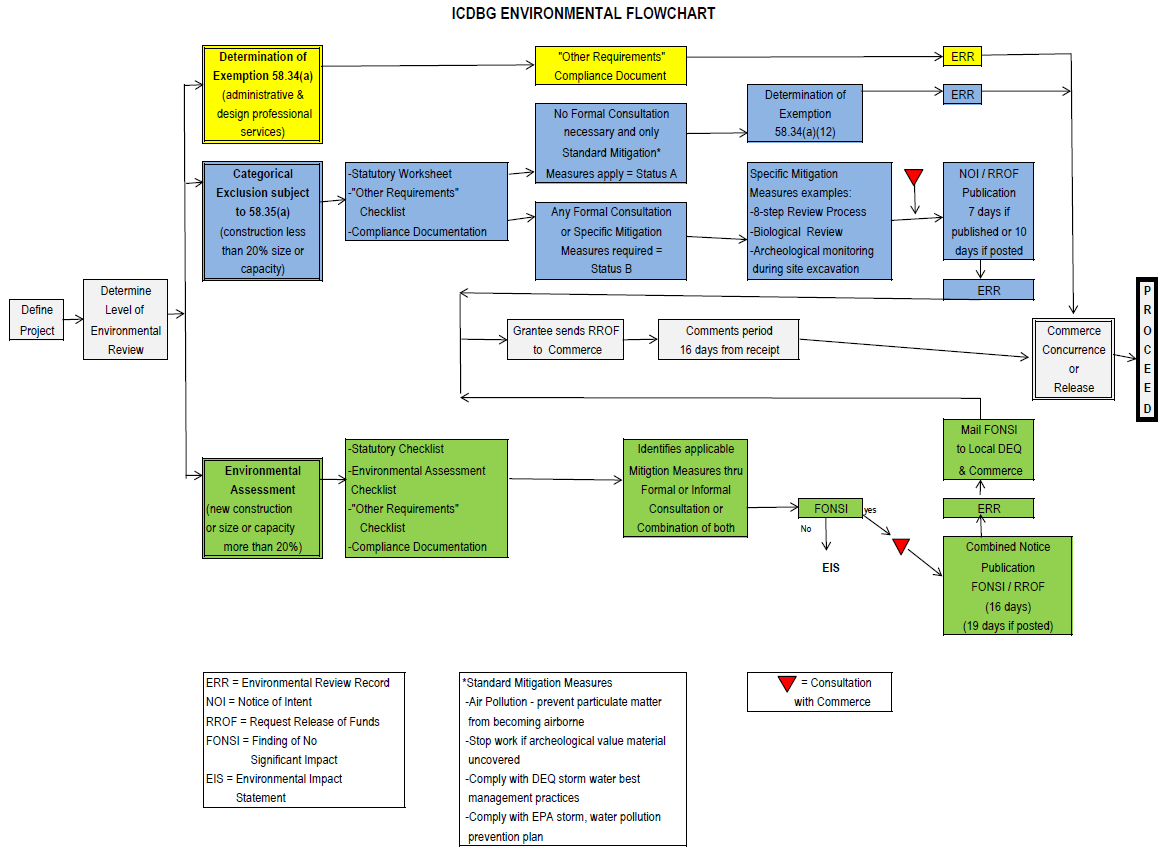 ICDBG ENVIRONMENTAL FLOWCHART
Determination of
Exemption 58.34(a)
(administrative &
design professional
services)
"Other Requirements"
Compliance Document
ERR
No Formal Consultation
necessary and only
Standard Mitigation*
Measures apply = Status A
Determination of
Exemption
58.34(a)(12)
ERR
Categorical
Exclusion subject
to 58.35(a)
(construction less
than 20% size or
capacity)
-Statutory Worksheet
-"Other Requirements"
Checklist
-Compliance Documentation
Any Formal Consultation
or Specific Mitigation
Measures required =
Status B
Specific Mitigation
Measures examples:
-8-step Review Process
-Biological Review
-Archeological monitoring
during site excavation
NOI / RROF
Publication
7 days if
published or 10
days if posted
ERR
Define
Project
Determine
Level of
Environmental
Review
Grantee sends RROF
to Commerce
Comments period
16 days from receipt
Commerce
Concurrence
or
Release
P
R
O
C
E
E
D
Environmental
Assessment
(new construction
or size or capacity
more than 20%)
-Statutory Checklist
-Environmental Assessment
Checklist
-"Other Requirements"
Checklist
-Compliance Documentation
Identifies applicable
Mitigtion Measures thru
Formal or Informal
Consultation or
Combination of both
FONSI
yes
No
EIS
Mail FONSI
to Local DEQ
& Commerce
ERR
Combined Notice
Publication
FONSI / RROF
(16 days)
(19 days if posted)
ERR = Environmental Review Record
NOI = Notice of Intent
RROF = Request Release of Funds
FONSI = Finding of No
Significant Impact
EIS = Environmental Impact
Statement
*Standard Mitigation Measures
-Air Pollution - prevent particulate matter
from becoming airborne
-Stop work if archeological value material
uncovered
-Comply with DEQ storm water best
management practices
-Comply with EPA storm, water pollution
prevention plan
= Consultation
with Commerce